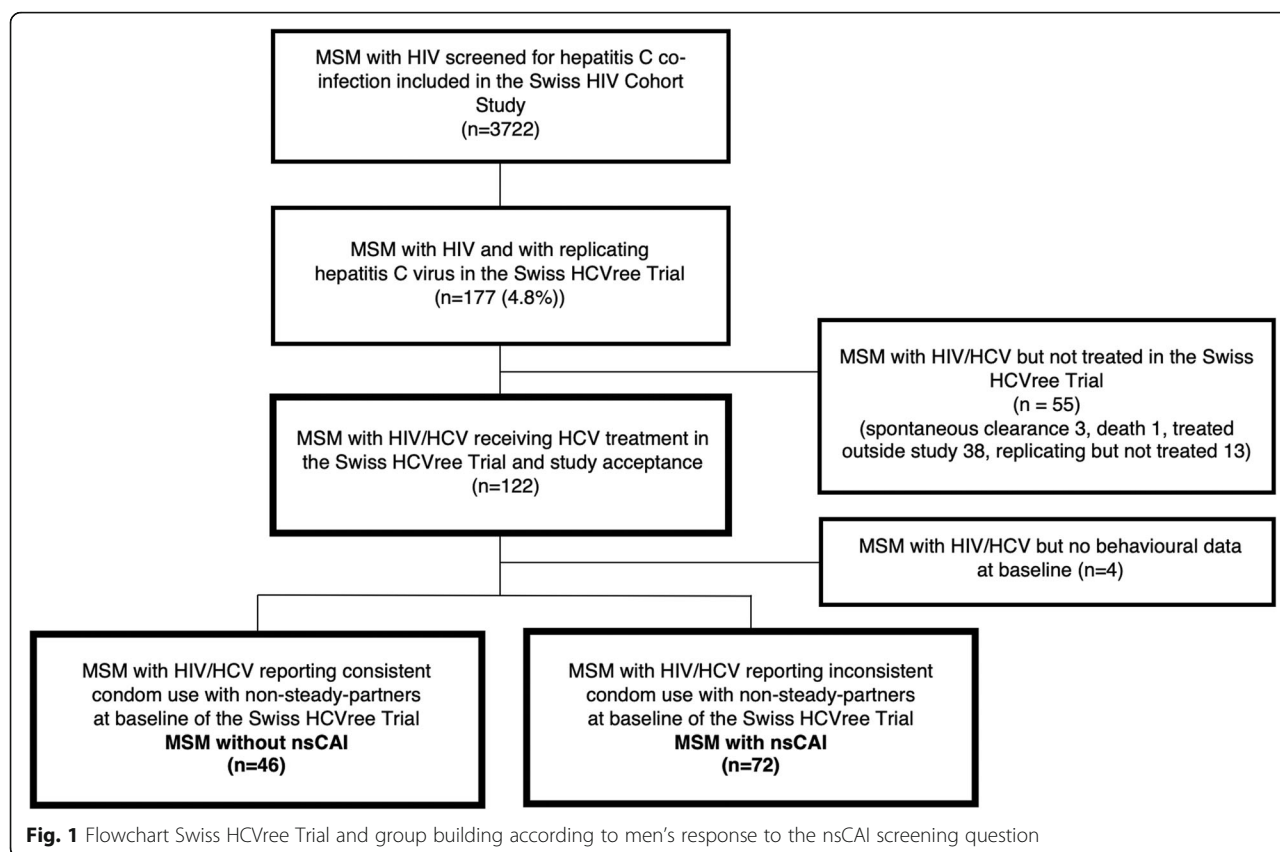 MSM with HIV screened for hepatitis C co-
infection included in the Swiss HIV Cohort
Study
(n=3722)
MSM with HIV and with replicating
hepatitis C virus in the Swiss HCVree Trial
(n=177 (4.8%))
MSM with HIV/HCV but not treated in the Swiss
HCVree Trial
(n = 55)
(spontaneous clearance 3, death 1, treated
outside study 38, replicating but not treated 13)
MSM with HIV/HCV receiving HCV treatment in
the Swiss HCVree Trial and study acceptance
(n=122)
MSM with HIV/HCV but no behavioural data
at baseline (n=4)
MSM with HIV/HCV reporting consistent
condom use with non-steady-partners
at baseline of the Swiss HCVree Trial
MSM without nsCAI
(n=46)
MSM with HIV/HCV reporting inconsistent
condom use with non-steady-partners
at baseline of the Swiss HCVree Trial
MSM with nsCAI
(n=72)
Fig. 1 Flowchart Swiss HCVree Trial and group building according to men's response to the nsCAI screening question